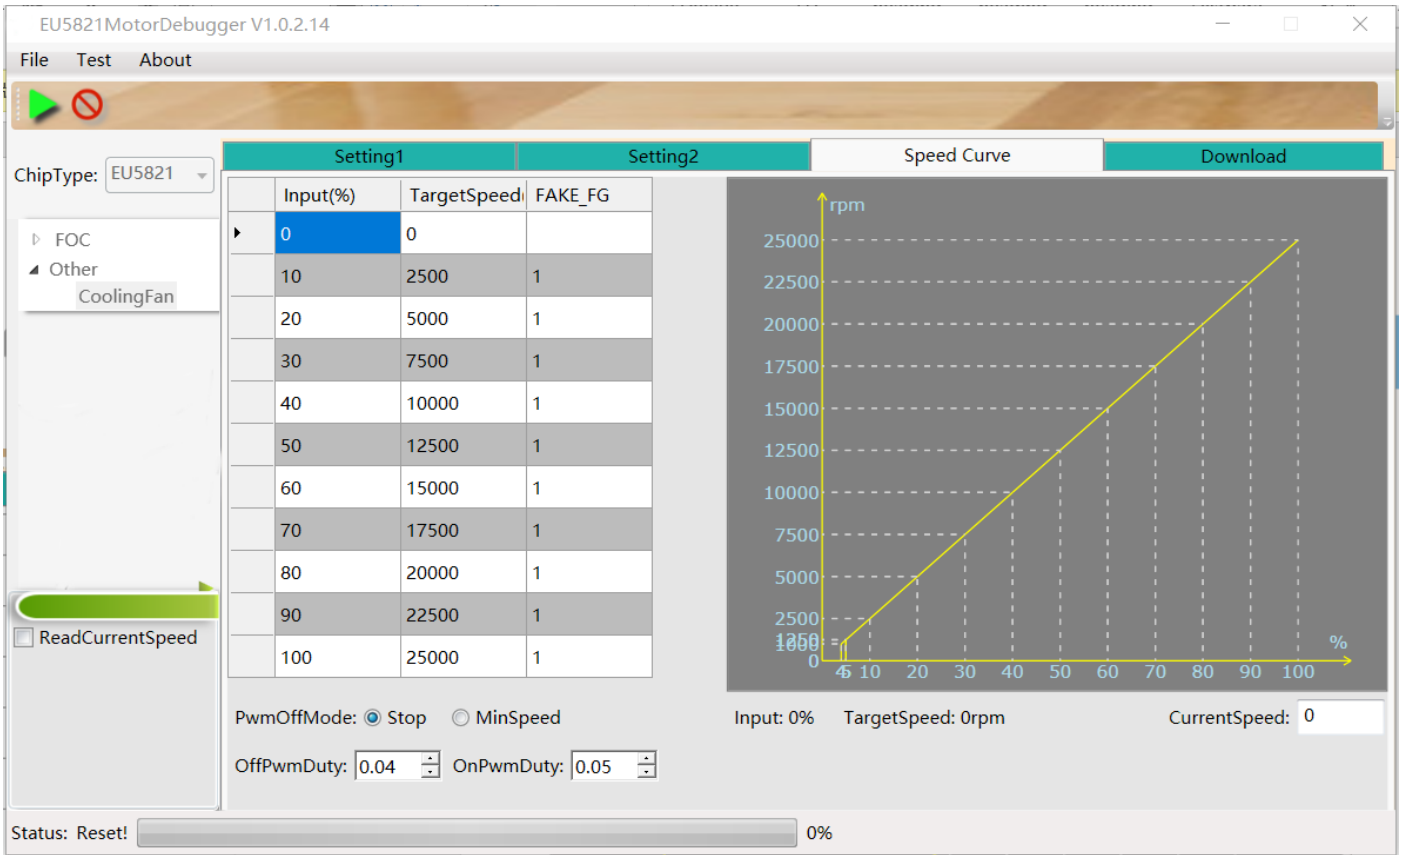 EU5821MotorDebugger V1.0.2.14
File Test About
ChipType: EU5821
Setting1 Setting2 Speed Curve Download
FOC
Other
CoolingFan
ReadCurrentSpeed
Input(%) TargetSpeed( FAKE_FG
0 0
10 2500 1
20 5000 1
30 7500 1
40 10000 1
50 12500 1
60 15000 1
70 17500 1
80 20000 1
90 22500 1
100 25000 1
rpm
25000
22500
20000
17500
15000
12500
10000
7500
5000
2500
1250
1000
0
%
4 5 10 20 30 40 50 60 70 80 90 100
PwmOffMode: Stop MinSpeed
OffPwmDuty: 0.04 OnPwmDuty: 0.05
Input: 0% TargetSpeed: 0rpm CurrentSpeed: 0
Status: Reset! 0%